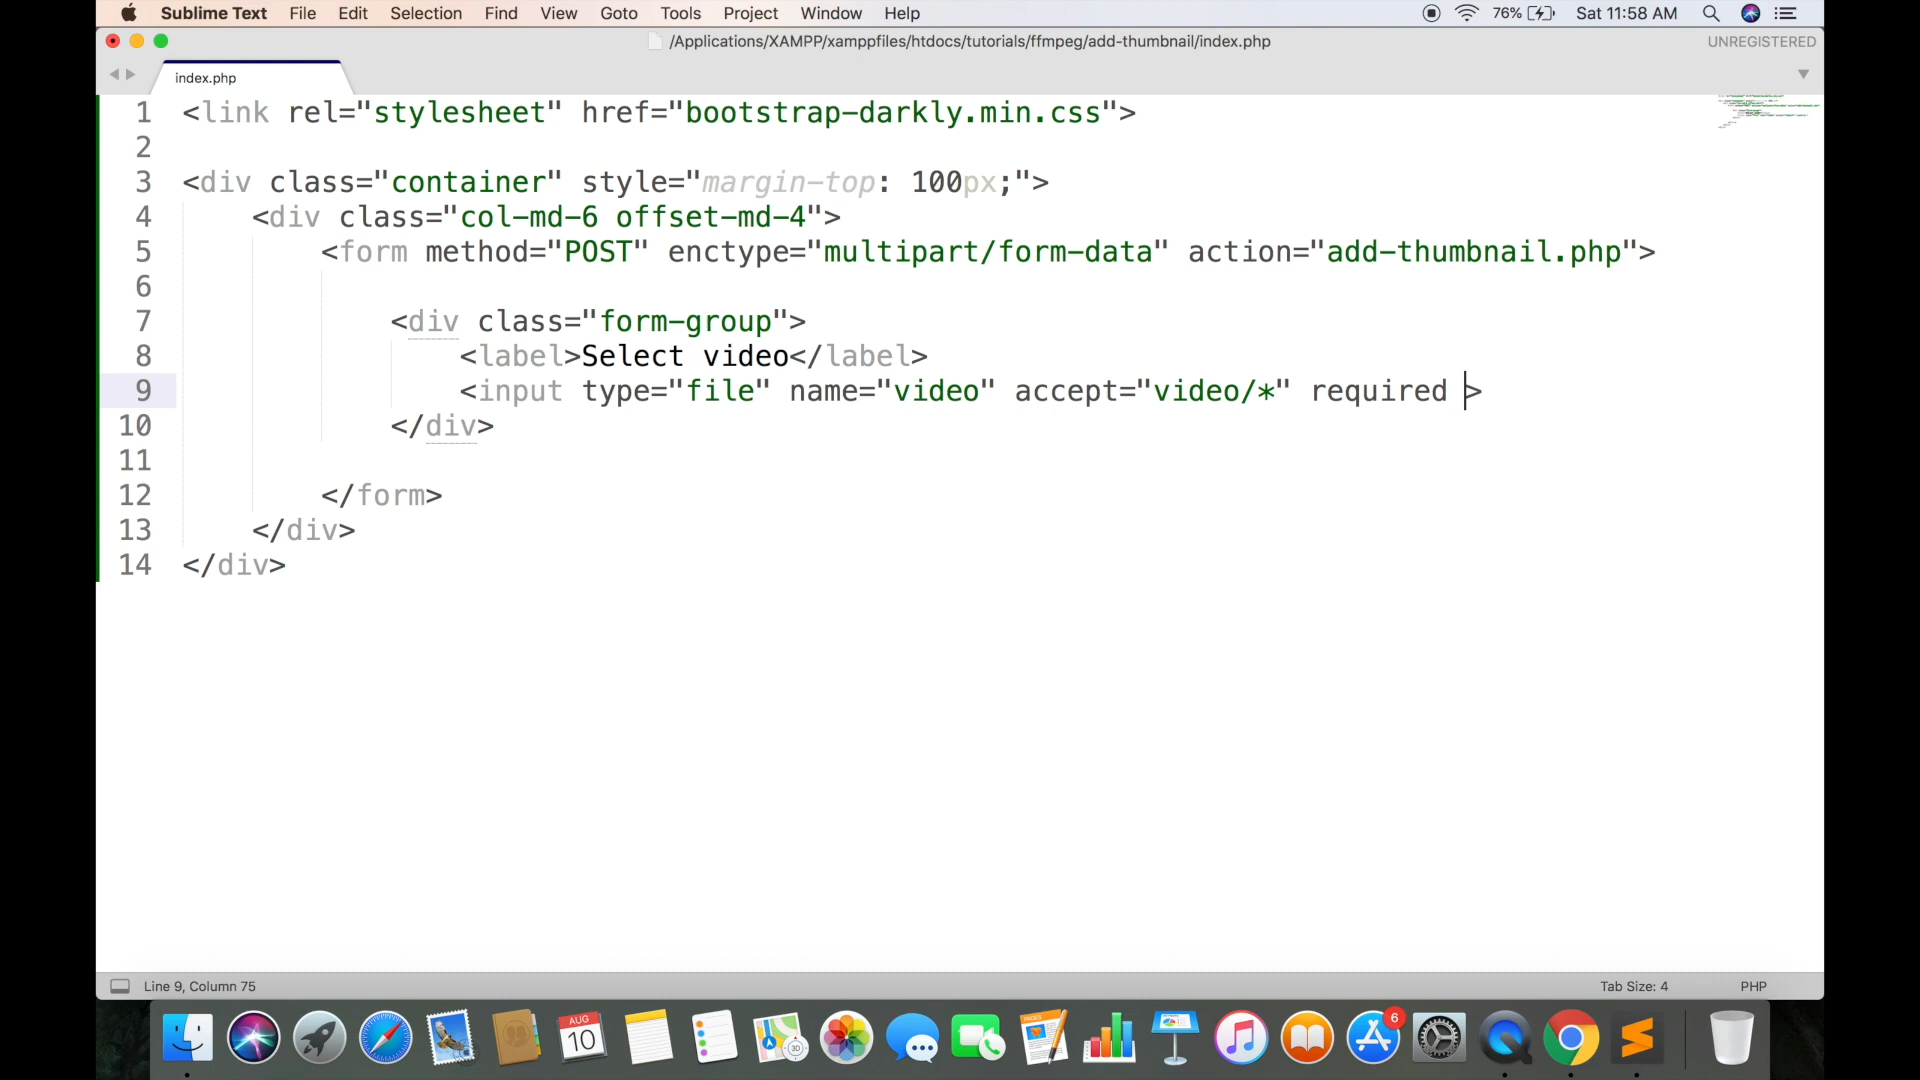 Sublime Text File Edit Selection Find View Goto Tools Project Window Help 76% Sat 11:58 AM
/Applications/XAMPP/xamppfiles/htdocs/tutorials/ffmpeg/add-thumbnail/index.php UNREGISTERED
index.php
1 <link rel="stylesheet" href="bootstrap-darkly.min.css">
2
3 <div class="container" style="margin-top: 100px;">
4 <div class="col-md-6 offset-md-4">
5 <form method="POST" enctype="multipart/form-data" action="add-thumbnail.php">
6
7 <div class="form-group">
8 <label>Select video</label>
9 <input type="file" name="video" accept="video/*" required >
10 </div>
11
12 </form>
13 </div>
14 </div>
Line 9, Column 75 Tab Size: 4 PHP
AUG
10
PAGES
6